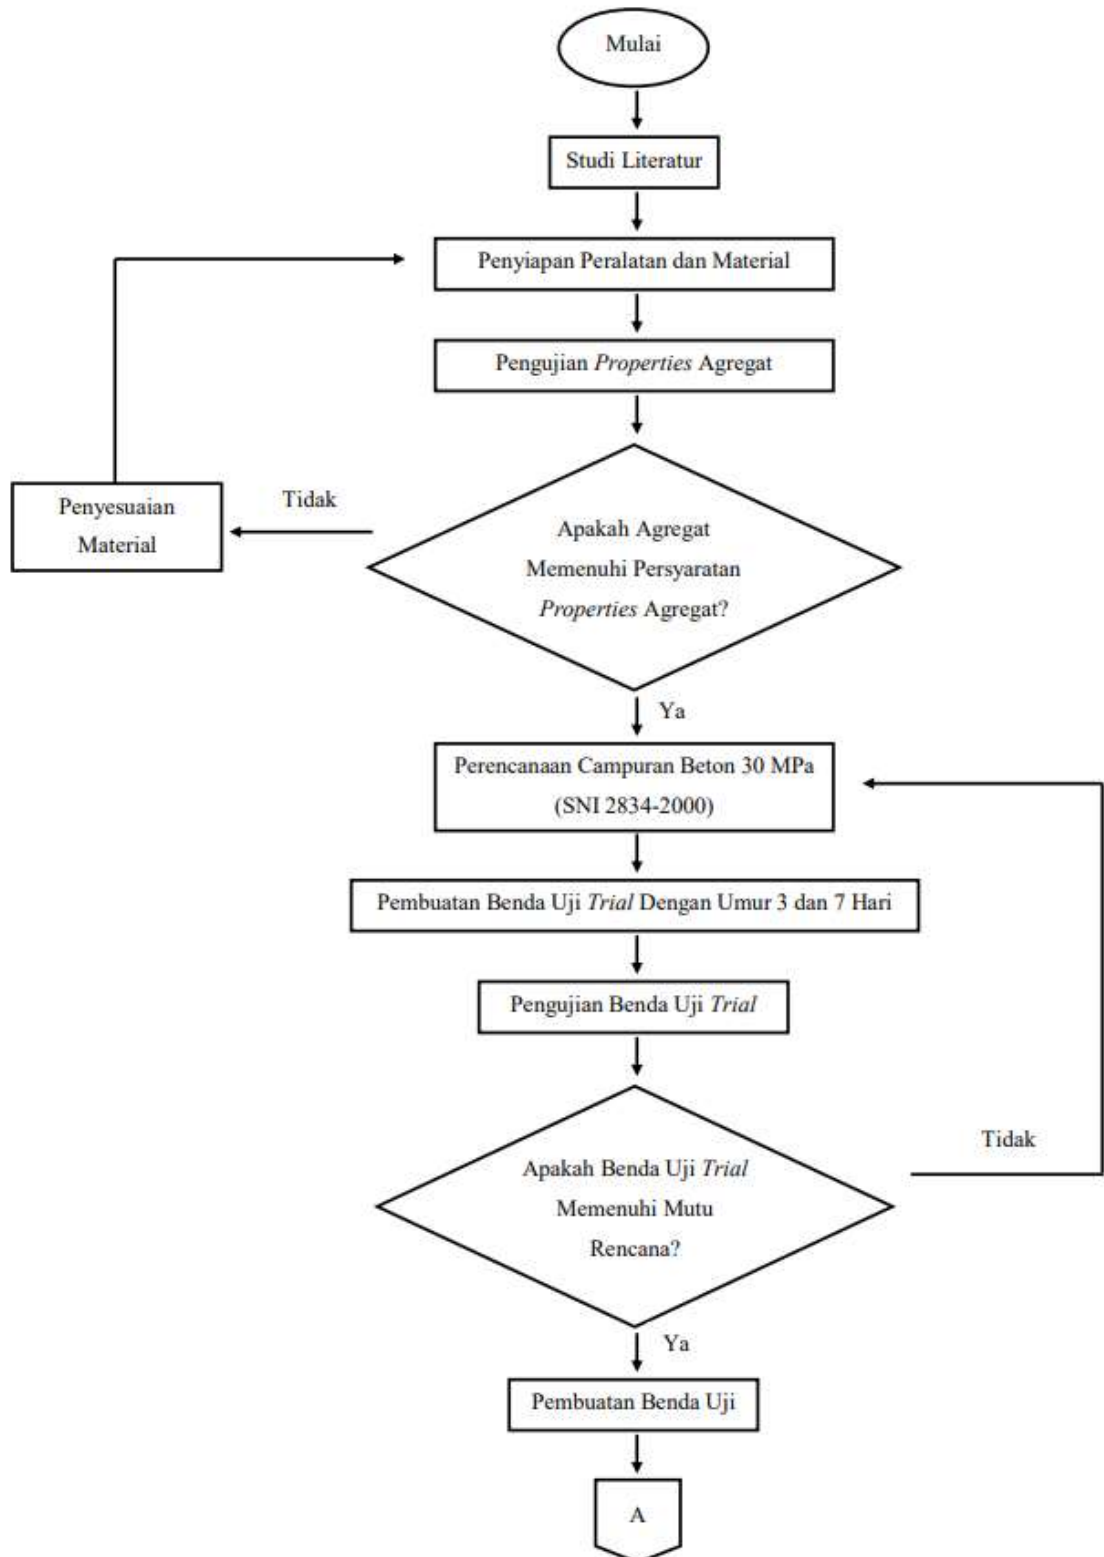 Mulai
Studi Literatur
Penyiapan Peralatan dan Material
Pengujian Properties Agregat
Penyesuaian
Material
Tidak
Apakah Agregat
Memenuhi Persyaratan
Properties Agregat?
Ya
Perencanaan Campuran Beton 30 MPa
(SNI 2834-2000)
Pembuatan Benda Uji Trial Dengan Umur 3 dan 7 Hari
Pengujian Benda Uji Trial
Apakah Benda Uji Trial
Memenuhi Mutu
Rencana?
Tidak
Ya
Pembuatan Benda Uji
A